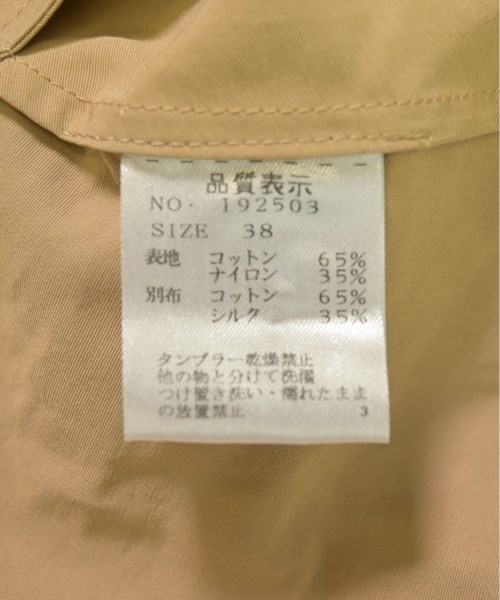 品質表示
NO. 192503
SIZE 38
表地 コットン 65%
ナイロン 35%
別布 コットン 65%
シルク 35%
タンブラー乾燥禁止
他の物と分けて洗濯
つけ置き洗い・濡れたまま
の放置禁止 3